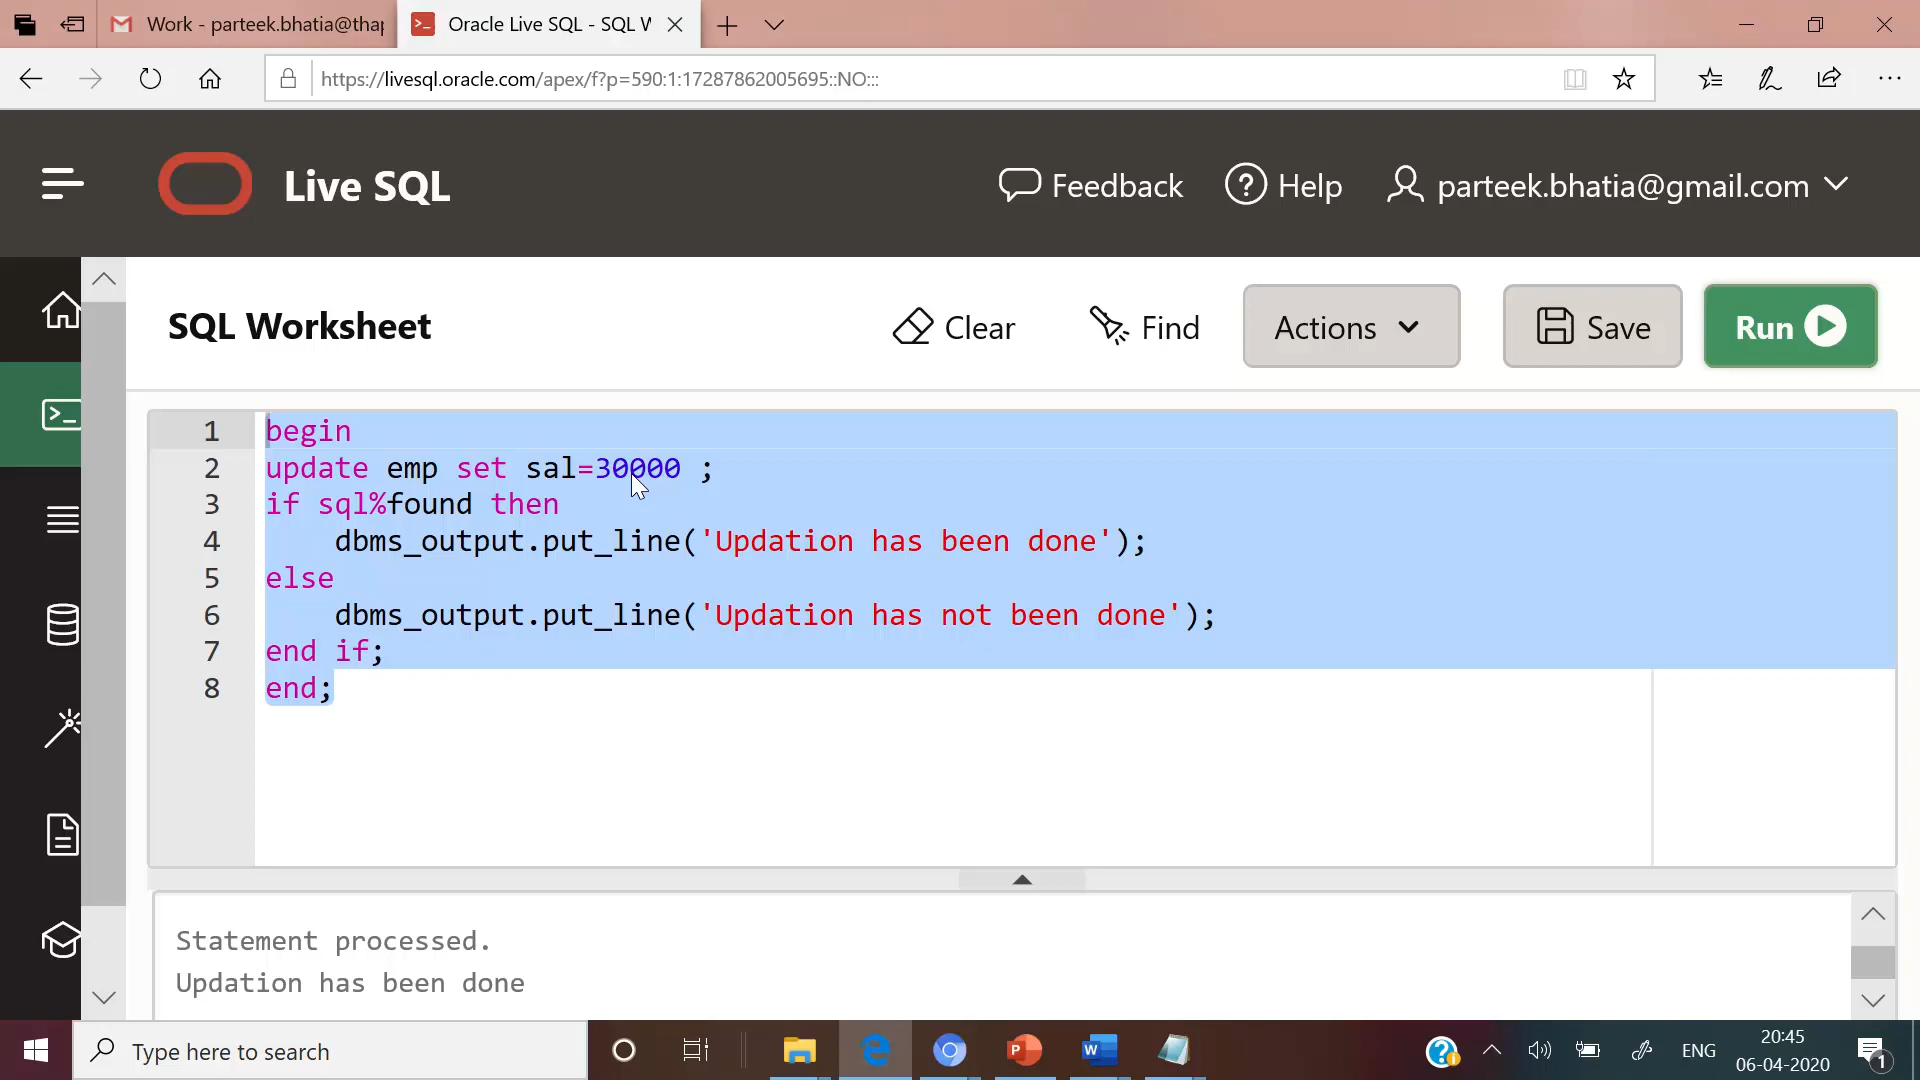 Work - parteek.bhatia@thap
Oracle Live SQL - SQL W
https://livesql.oracle.com/apex/f?p=590:1:17287862005695::NO:::
Live SQL
Feedback
Help
parteek.bhatia@gmail.com
SQL Worksheet
Clear
Find
Actions
Save
Run
1 begin
2 update emp set sal=30000 ;
3 if sql%found then
4 dbms_output.put_line('Updation has been done');
5 else
6 dbms_output.put_line('Updation has not been done');
7 end if;
8 end;
Statement processed.
Updation has been done
Type here to search
ENG
20:45
06-04-2020
1